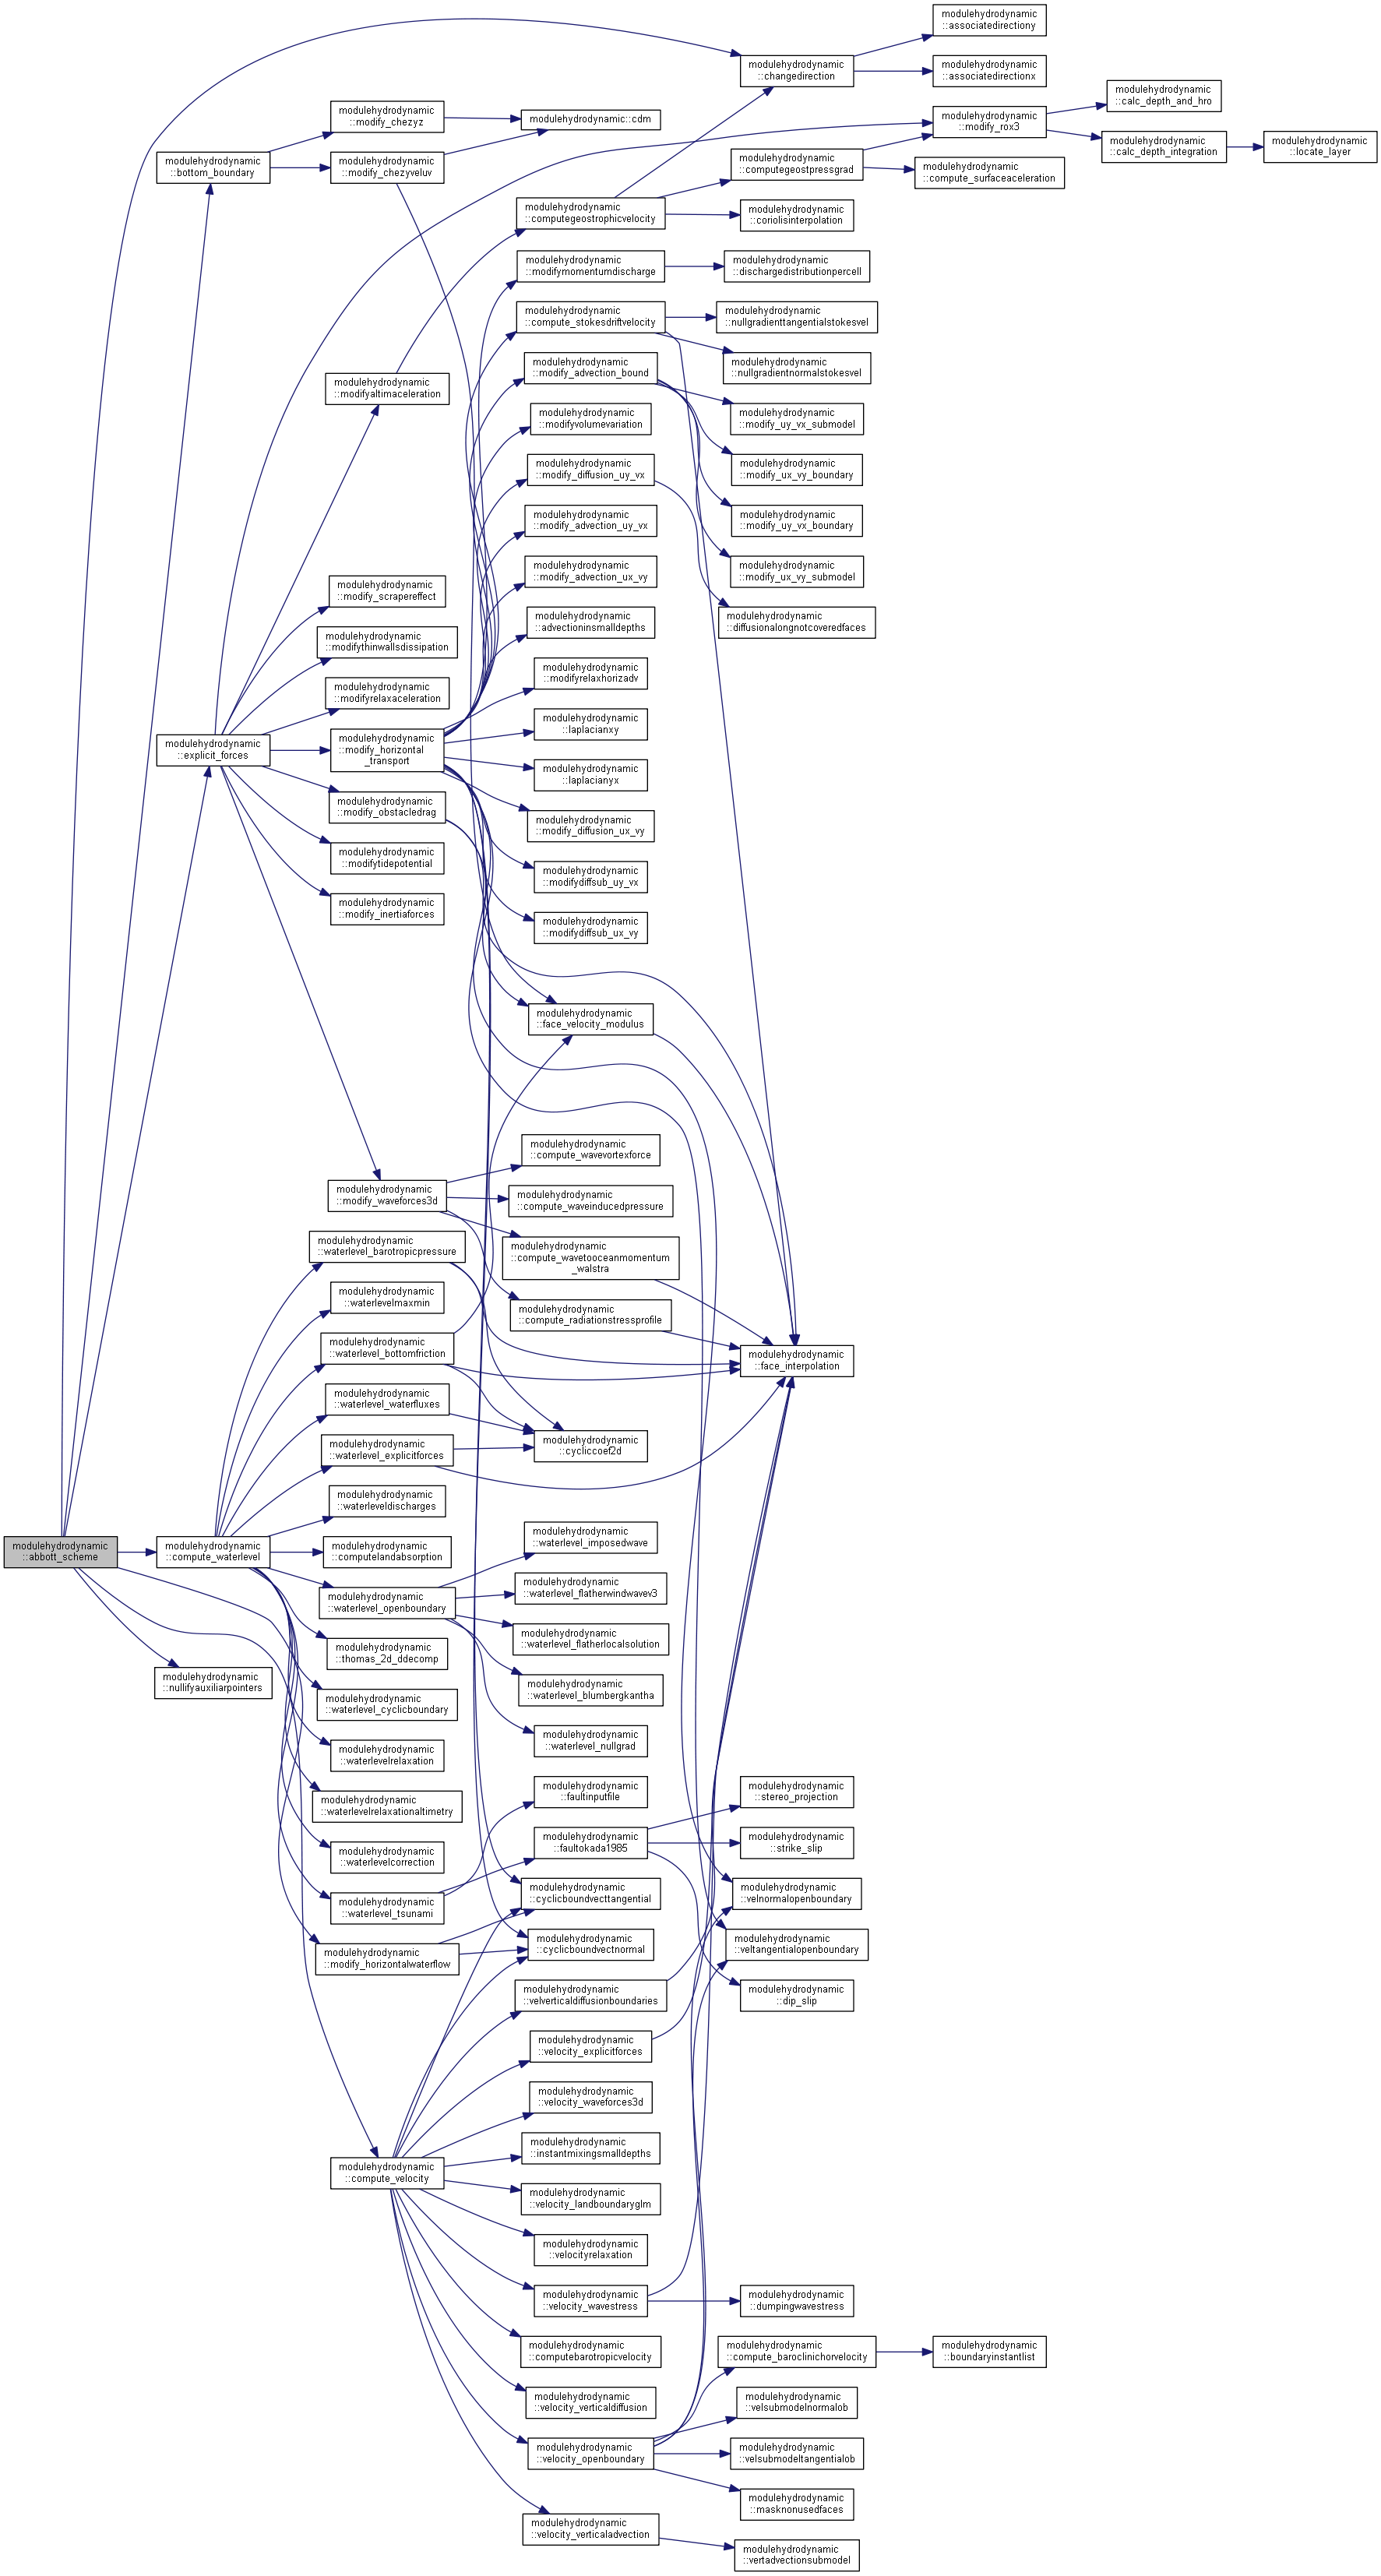 modulehydrodynamic
::associatedirectiony
modulehydrodynamic
::changedirection
modulehydrodynamic
::associatedirectionx
modulehydrodynamic
::calc_depth_and_hro
modulehydrodynamic
::modify_chezyz
modulehydrodynamic::cdm
modulehydrodynamic
::modify_rox3
modulehydrodynamic
::calc_depth_integration
modulehydrodynamic
::locate_layer
modulehydrodynamic
::bottom_boundary
modulehydrodynamic
::modify_chezyveluv
modulehydrodynamic
::computegeostpressgrad
modulehydrodynamic
::compute_surfaceaceleration
modulehydrodynamic
::computegeostrophicvelocity
modulehydrodynamic
::coriolisinterpolation
modulehydrodynamic
::modifymomentumdischarge
modulehydrodynamic
::dischargedistributionpercell
modulehydrodynamic
::compute_stokesdriftvelocity
modulehydrodynamic
::nullgradienttangentialstokesvel
modulehydrodynamic
::modify_advection_bound
modulehydrodynamic
::nullgradientnormalstokesvel
modulehydrodynamic
::modifyaltimaceleration
modulehydrodynamic
::modifyvolumevariation
modulehydrodynamic
::modify_uy_vx_submodel
modulehydrodynamic
::modify_diffusion_uy_vx
modulehydrodynamic
::modify_ux_vy_boundary
modulehydrodynamic
::modify_advection_uy_vx
modulehydrodynamic
::modify_uy_vx_boundary
modulehydrodynamic
::modify_advection_ux_vy
modulehydrodynamic
::modify_ux_vy_submodel
modulehydrodynamic
::modify_scrapereffect
modulehydrodynamic
::advectioninsmalldepths
modulehydrodynamic
::diffusionalongnotcoveredfaces
modulehydrodynamic
::modifythinwallsdissipation
modulehydrodynamic
::modifyrelaxhorizadv
modulehydrodynamic
::modifyrelaxaceleration
modulehydrodynamic
::laplacianxy
modulehydrodynamic
::explicit_forces
modulehydrodynamic
::modify_horizontal
_transport
modulehydrodynamic
::laplacianyx
modulehydrodynamic
::modify_obstacledrag
modulehydrodynamic
::modify_diffusion_ux_vy
modulehydrodynamic
::modifytidepotential
modulehydrodynamic
::modifydiffsub_uy_vx
modulehydrodynamic
::modify_inertiaforces
modulehydrodynamic
::modifydiffsub_ux_vy
modulehydrodynamic
::face_velocity_modulus
modulehydrodynamic
::compute_wavevortexforce
modulehydrodynamic
::modify_waveforces3d
modulehydrodynamic
::compute_waveinducedpressure
modulehydrodynamic
::waterlevel_barotropicpressure
modulehydrodynamic
::compute_wavetooceanmomentum
_walstra
modulehydrodynamic
::waterlevelmaxmin
modulehydrodynamic
::compute_radiationstressprofile
modulehydrodynamic
::waterlevel_bottomfriction
modulehydrodynamic
::face_interpolation
modulehydrodynamic
::waterlevel_waterfluxes
modulehydrodynamic
::waterlevel_explicitforces
modulehydrodynamic
::cycliccoef2d
modulehydrodynamic
::waterleveldischarges
modulehydrodynamic
::abbott_scheme
modulehydrodynamic
::compute_waterlevel
modulehydrodynamic
::computelandabsorption
modulehydrodynamic
::waterlevel_imposedwave
modulehydrodynamic
::waterlevel_openboundary
modulehydrodynamic
::waterlevel_flatherwindwavev3
modulehydrodynamic
::thomas_2d_ddecomp
modulehydrodynamic
::waterlevel_flatherlocalsolution
modulehydrodynamic
::nullifyauxiliarpointers
modulehydrodynamic
::waterlevel_cyclicboundary
modulehydrodynamic
::waterlevel_blumbergkantha
modulehydrodynamic
::waterlevelrelaxation
modulehydrodynamic
::waterlevel_nullgrad
modulehydrodynamic
::waterlevelrelaxationaltimetry
modulehydrodynamic
::faultinputfile
modulehydrodynamic
::stereo_projection
modulehydrodynamic
::waterlevelcorrection
modulehydrodynamic
::faultokada1985
modulehydrodynamic
::strike_slip
modulehydrodynamic
::waterlevel_tsunami
modulehydrodynamic
::cyclicboundvecttangential
modulehydrodynamic
::velnormalopenboundary
modulehydrodynamic
::modify_horizontalwaterflow
modulehydrodynamic
::cyclicboundvectnormal
modulehydrodynamic
::veltangentialopenboundary
modulehydrodynamic
::velverticaldiffusionboundaries
modulehydrodynamic
::dip_slip
modulehydrodynamic
::velocity_explicitforces
modulehydrodynamic
::velocity_waveforces3d
modulehydrodynamic
::instantmixingsmalldepths
modulehydrodynamic
::compute_velocity
modulehydrodynamic
::velocity_landboundaryglm
modulehydrodynamic
::velocityrelaxation
modulehydrodynamic
::velocity_wavestress
modulehydrodynamic
::dumpingwavestress
modulehydrodynamic
::computebarotropicvelocity
modulehydrodynamic
::compute_baroclinichorvelocity
modulehydrodynamic
::boundaryinstantlist
modulehydrodynamic
::velocity_verticaldiffusion
modulehydrodynamic
::velsubmodelnormalob
modulehydrodynamic
::velocity_openboundary
modulehydrodynamic
::velsubmodeltangentialob
modulehydrodynamic
::masknonusedfaces
modulehydrodynamic
::velocity_verticaladvection
modulehydrodynamic
::vertadvectionsubmodel